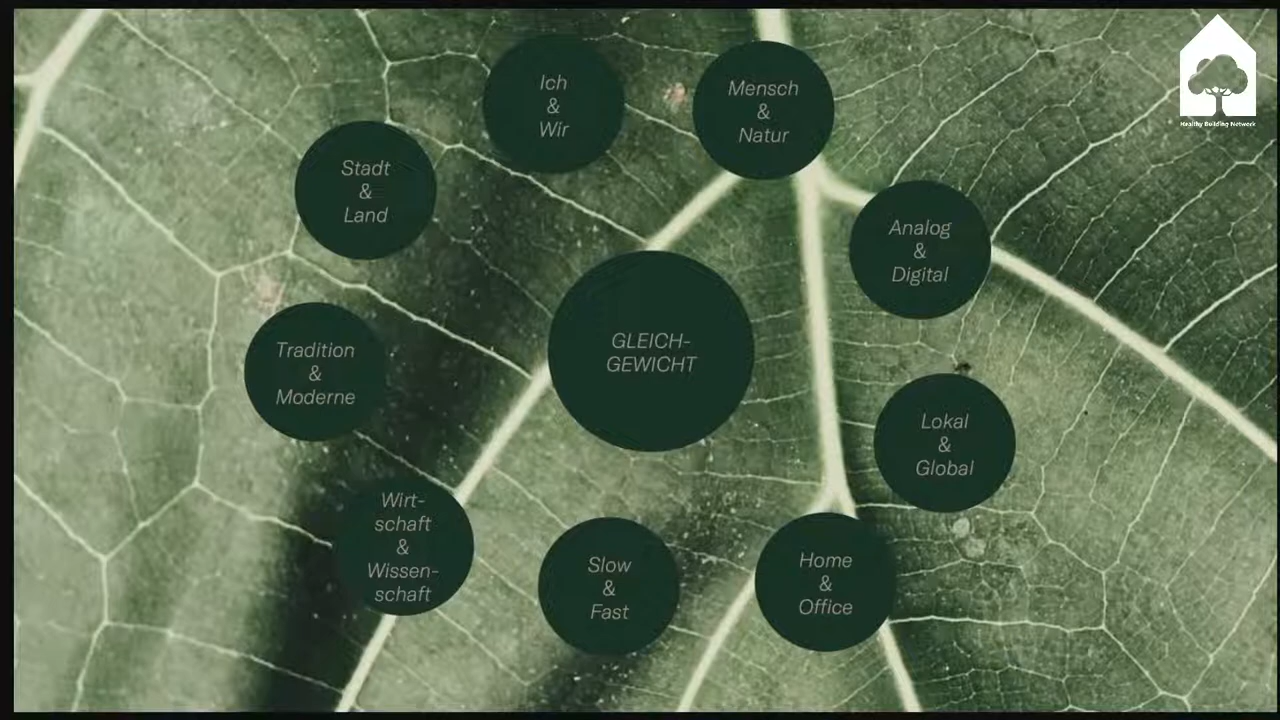 Ich
&
Wir
Mensch
&
Natur
Stadt
&
Land
Analog
&
Digital
GLEICH-
GEWICHT
Tradition
&
Moderne
Lokal
&
Global
Wirt-
schaft
&
Wissen-
schaft
Slow
&
Fast
Home
&
Office
Healthy Building Network